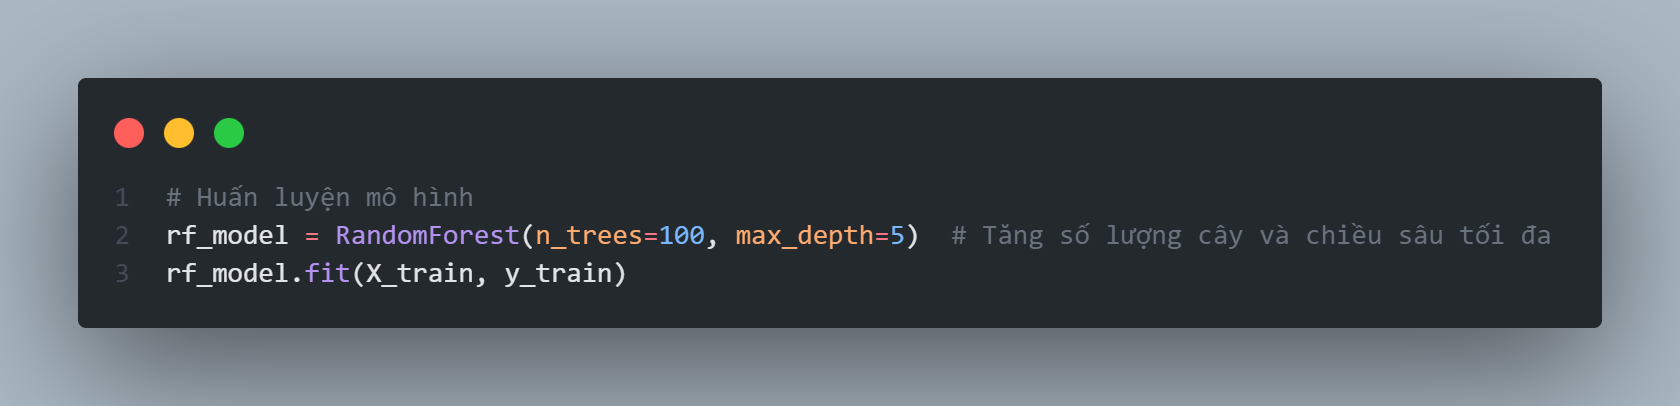 1 # Huấn luyện mô hình
2 rf_model = RandomForest(n_trees=100, max_depth=5)  # Tăng số lượng cây và chiều sâu tối đa
3 rf_model.fit(X_train, y_train)